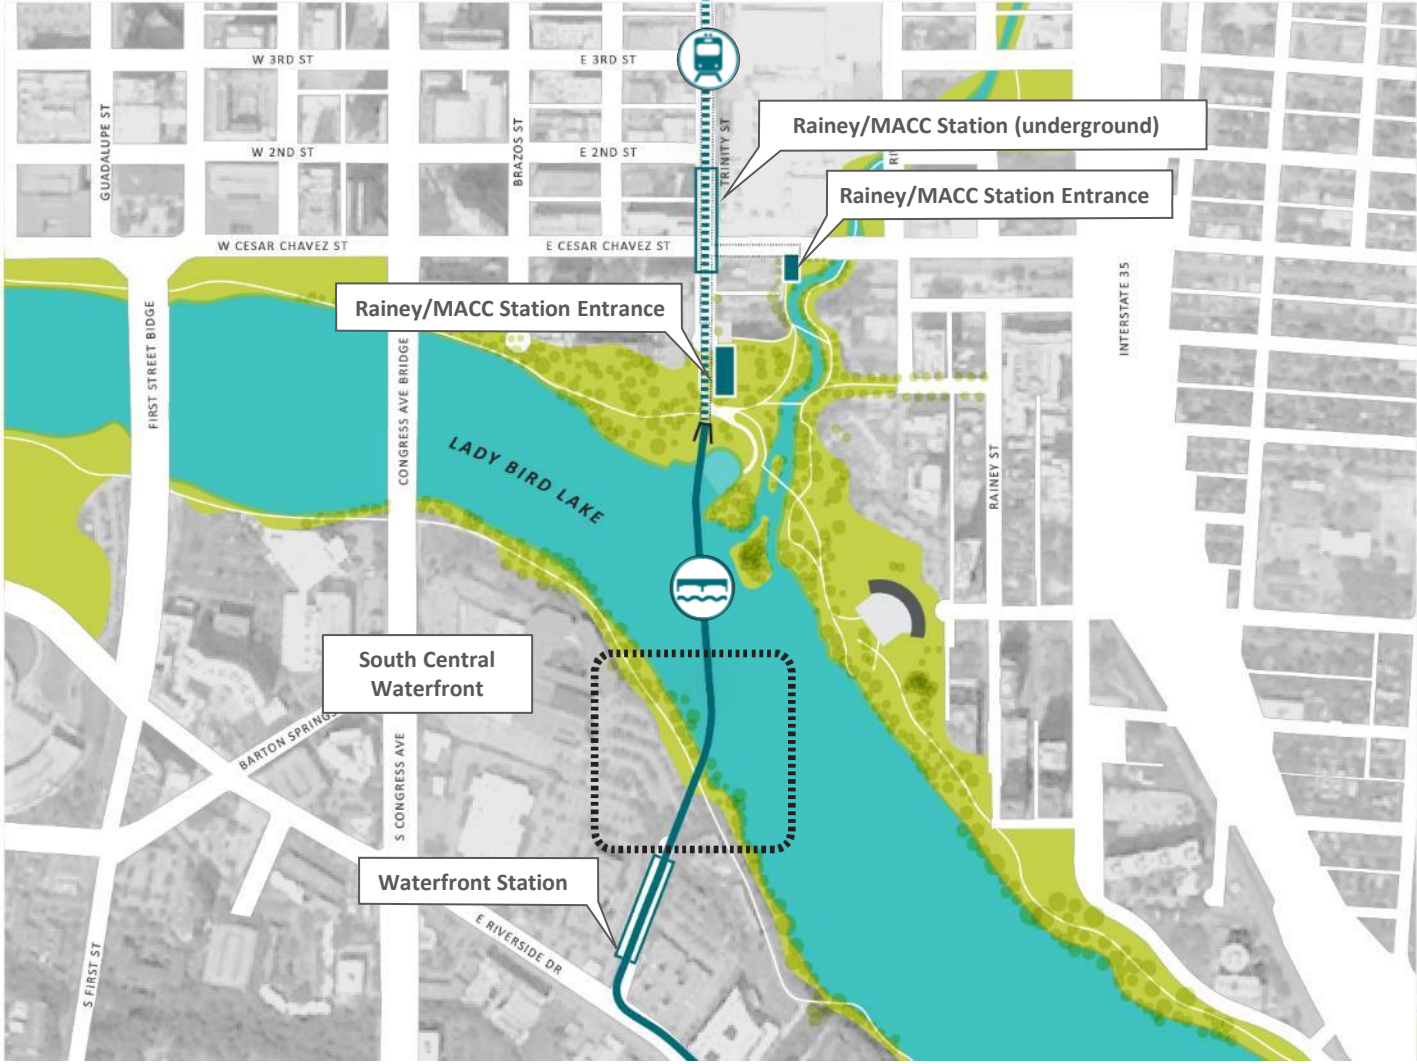 W 3RD ST
E 3RD ST
GUADALUPE ST
BRAZOS ST
TRINITY ST
Rainey/MACC Station (underground)
W 2ND ST
E 2ND ST
RI
Rainey/MACC Station Entrance
W CESAR CHAVEZ ST
E CESAR CHAVEZ ST
INTERSTATE 35
Rainey/MACC Station Entrance
FIRST STREET BIDGE
CONGRESS AVE BRIDGE
LADY BIRD LAKE
RAINEY ST
South Central
Waterfront
BARTON SPRINGS
S CONGRESS AVE
Waterfront Station
E RIVERSIDE DR
S FIRST ST